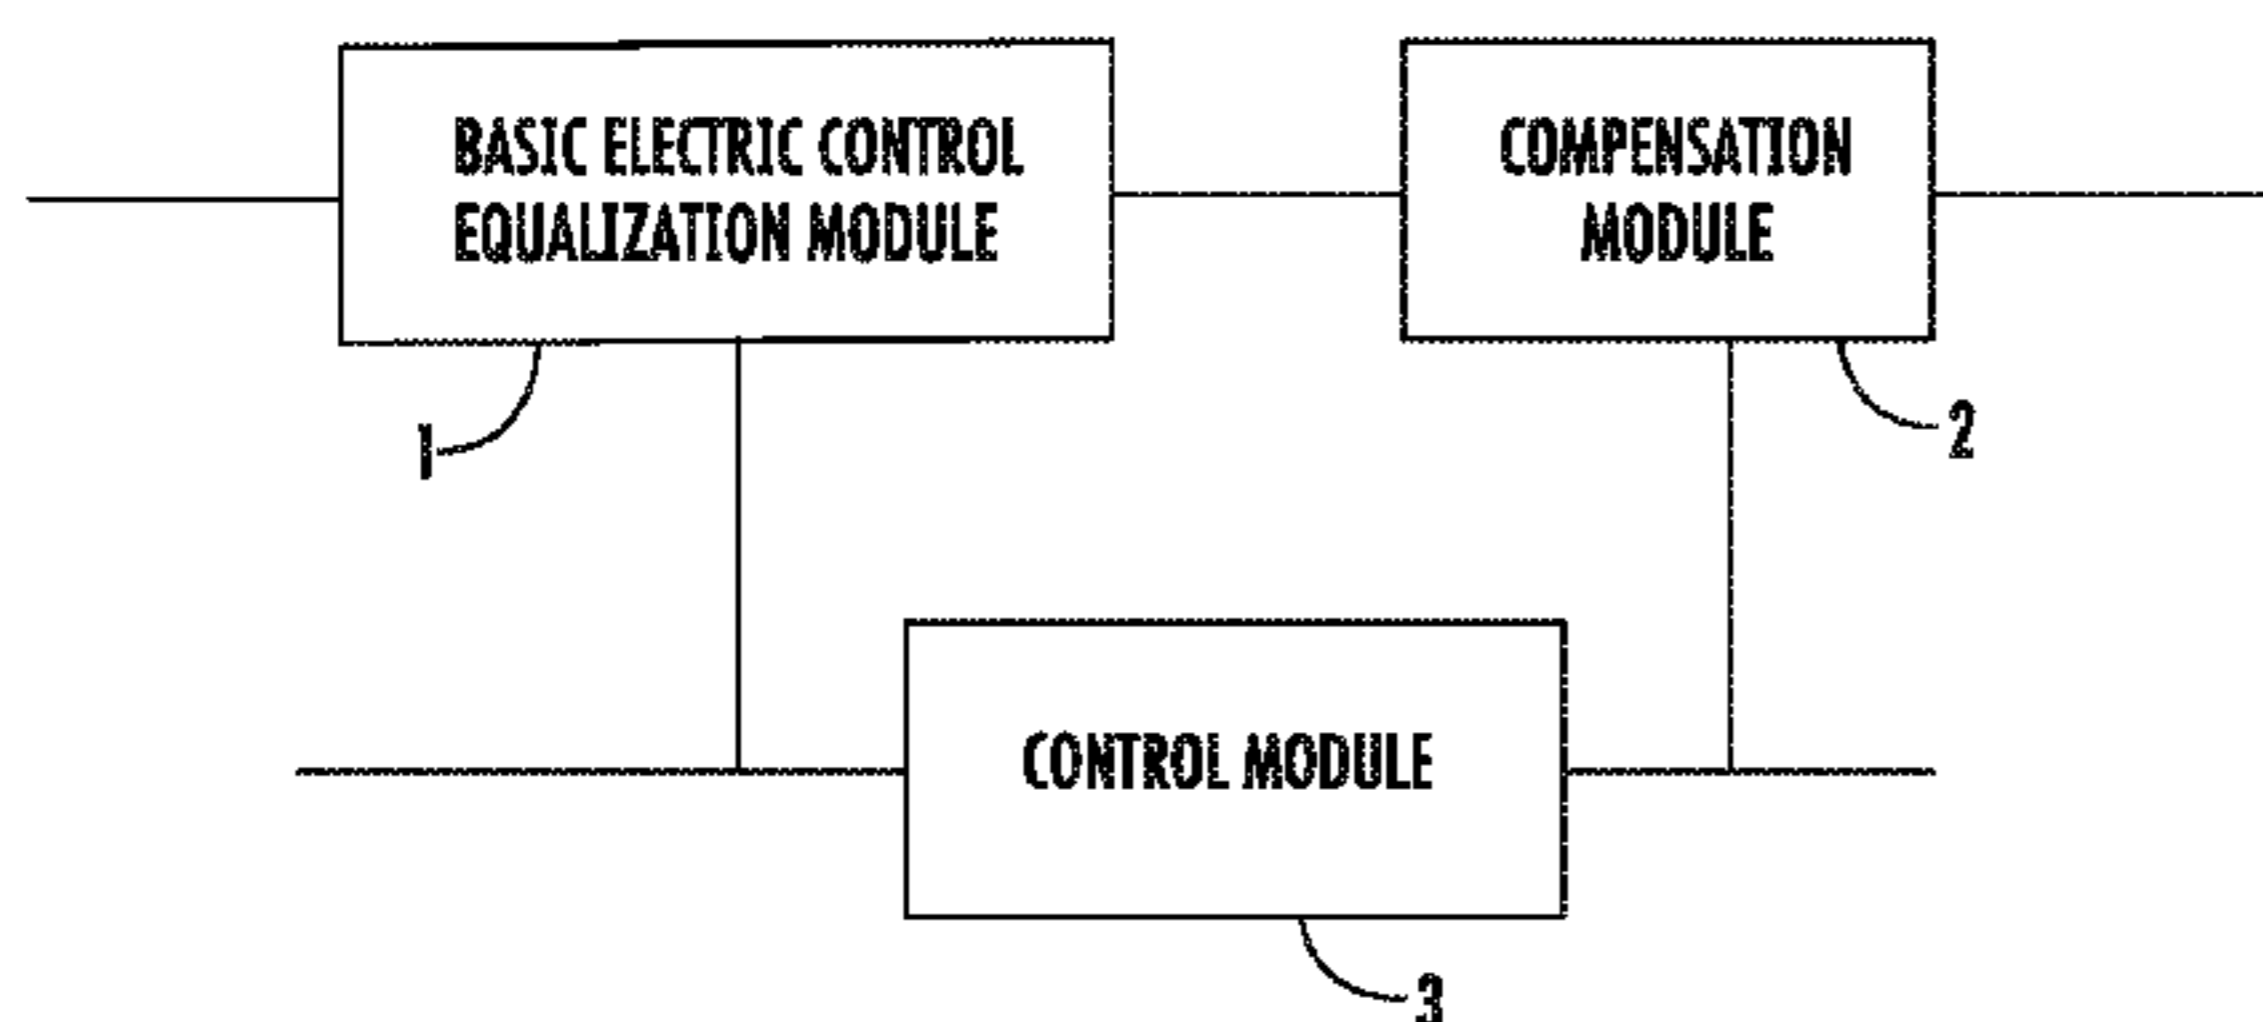 BASIC ELECTRIC CONTROL
EQUALIZATION MODULE
COMPENSATION
MODULE
1
2
CONTROL MODULE
3